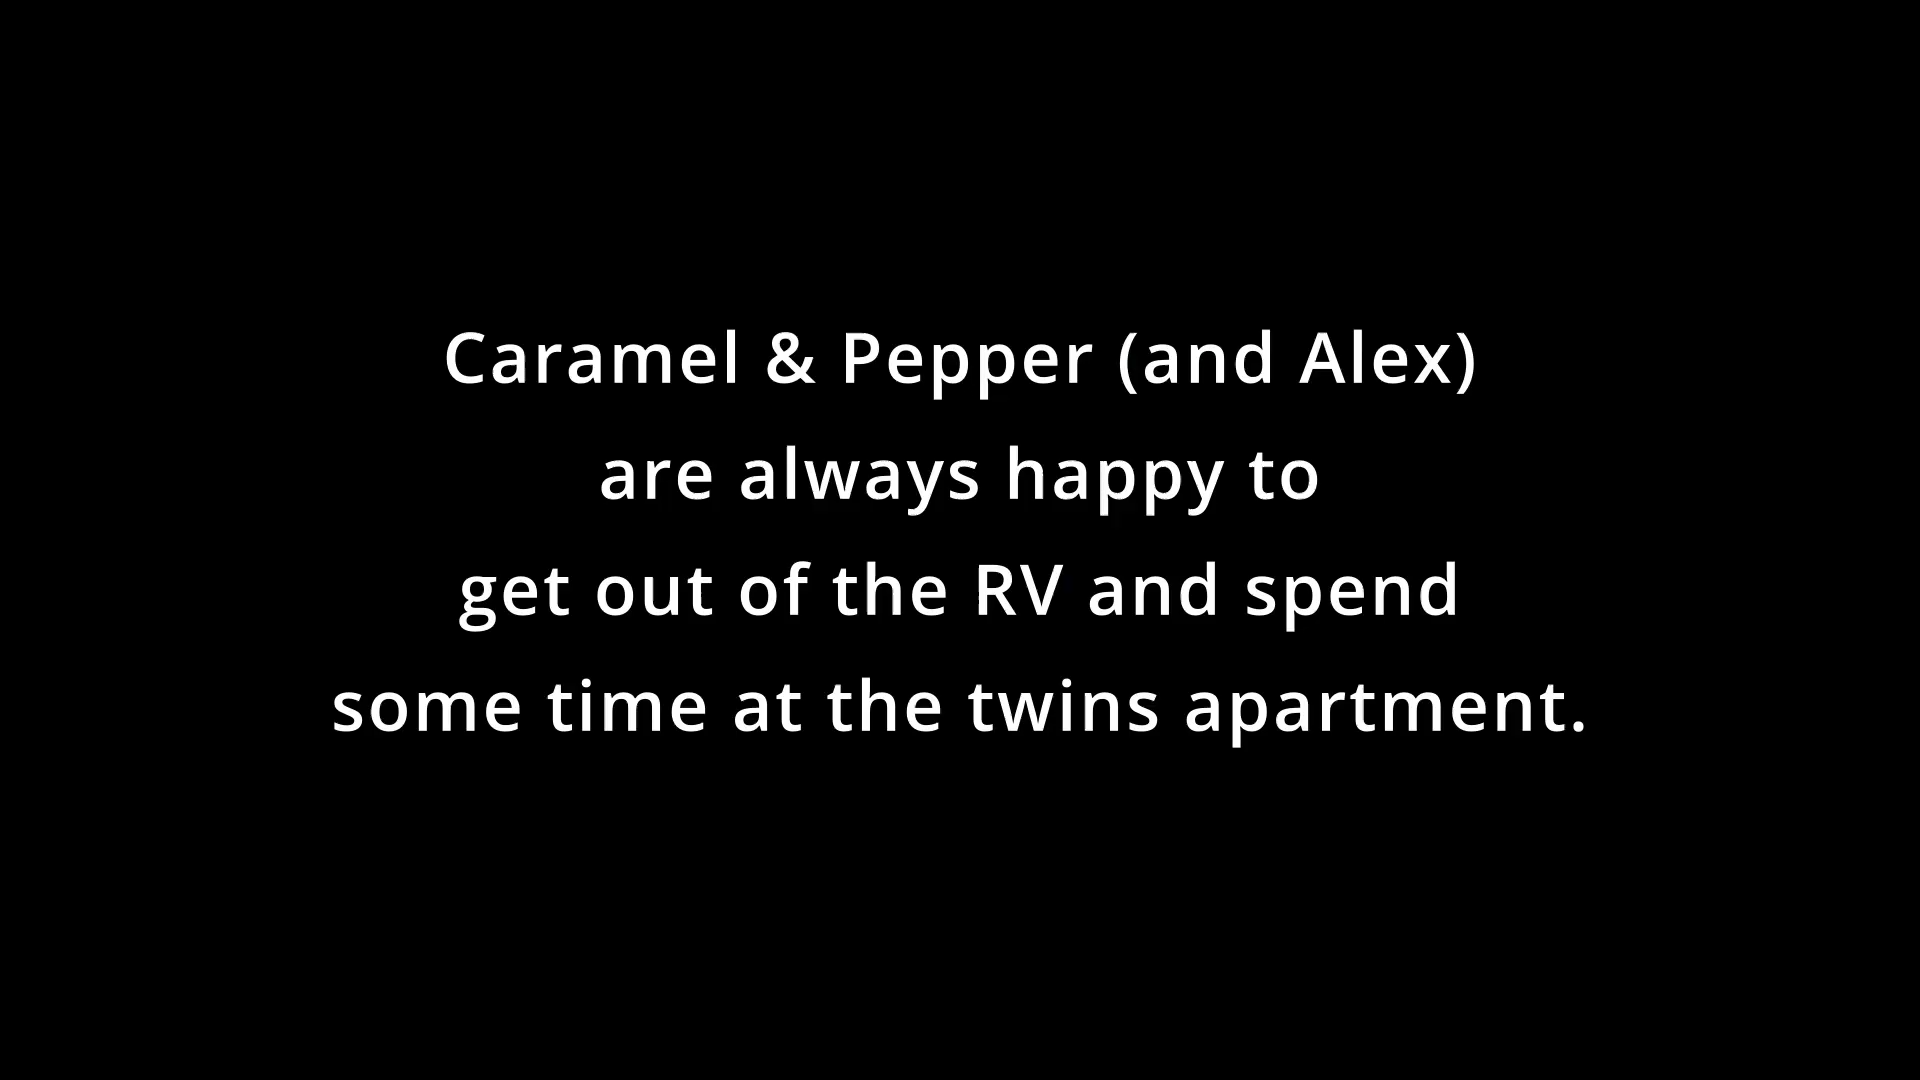 Caramel & Pepper (and Alex)
are always happy to
get out of the RV and spend
some time at the twins apartment.